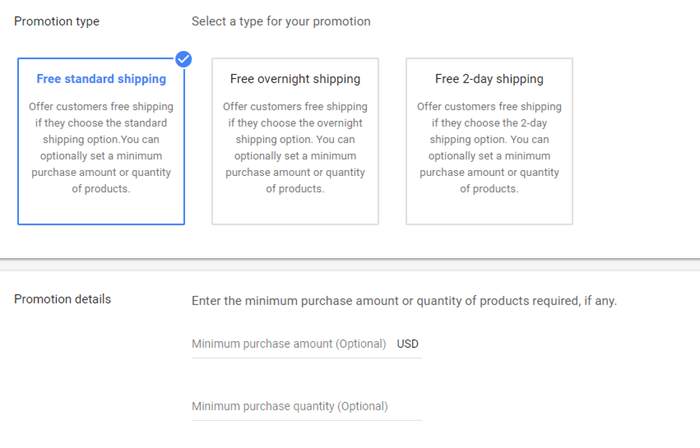 Promotion type
Select a type for your promotion
Free standard shipping
Offer customers free shipping
if they choose the standard
shipping option.You can
optionally set a minimum
purchase amount or quantity
of products.
Free overnight shipping
Offer customers free shipping
if they choose the overnight
shipping option. You can
optionally set a minimum
purchase amount or quantity
of products.
Free 2-day shipping
Offer customers free shipping
if they choose the 2-day
shipping option. You can
optionally set a minimum
purchase amount or quantity
of products.
Promotion details
Enter the minimum purchase amount or quantity of products required, if any.
Minimum purchase amount (Optional) USD
Minimum purchase quantity (Optional)